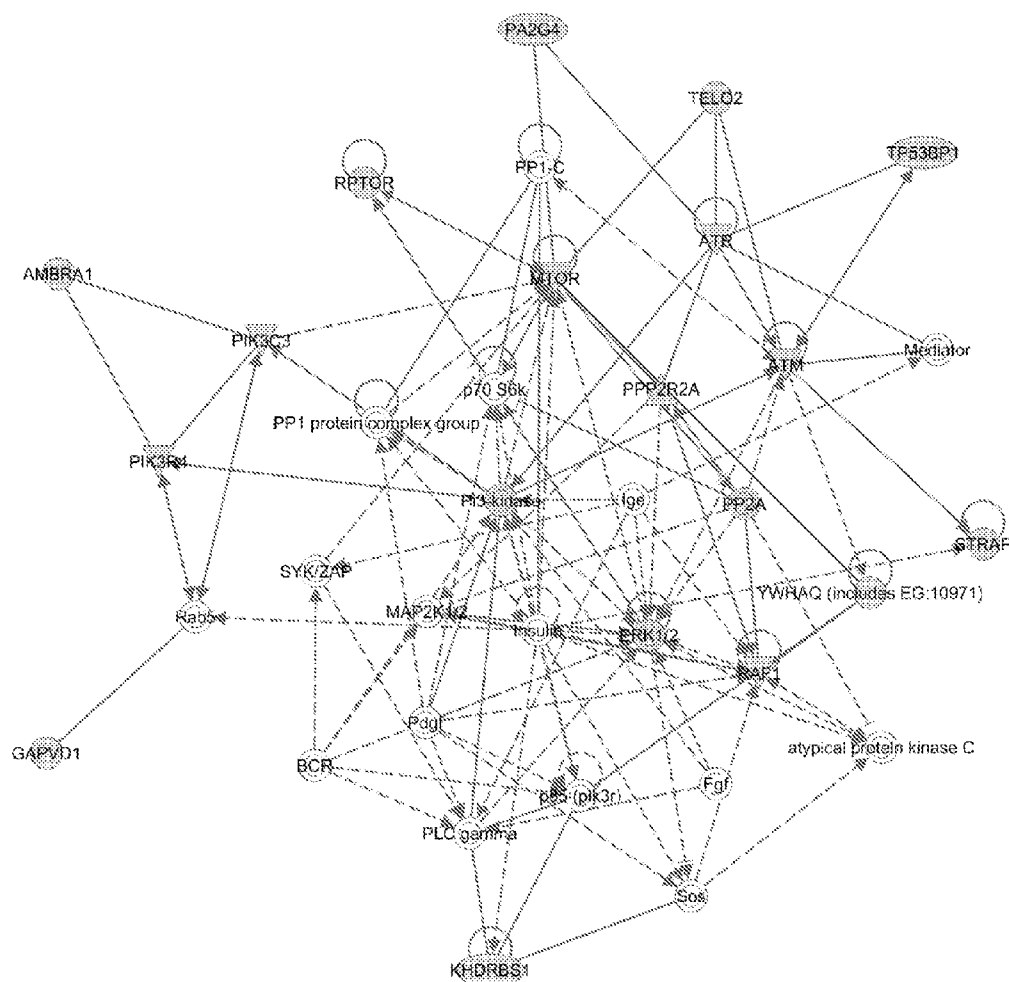 PA2G4
TELO2
TP53BP1
PP1-C
RPTOR
ATR
AMBRA1
MTOR
PIK3C3
Mediator
ATM
p70 S6k
PPP2R2A
PP1 protein complex group
PIK3R4
PI3-kinase
Ige
PP2A
STRAP
SYK/ZAP
YWHAQ (includes EG:10971)
MAP2K1/2
Rab5
Insulin
ERK1/2
RAF1
Pdgf
atypical protein kinase C
GAPVD1
BCR
Fgf
p85 (pik3r)
PLC gamma
Sos
KHDRBS1